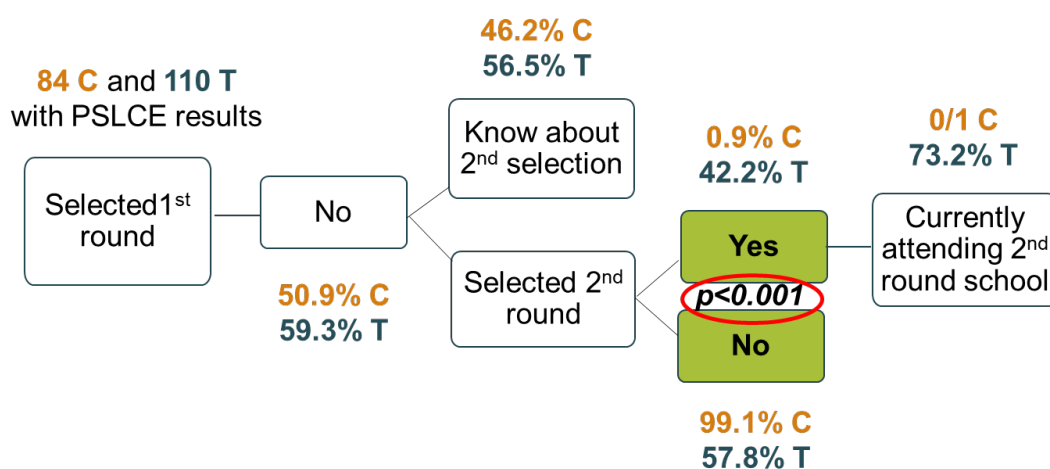 84 C and 110 T
with PSLCE results
Selected1st
round
No
50.9% C
59.3% T
46.2% C
56.5% T
Know about
2nd selection
Selected 2nd
round
0.9% C
42.2% T
Yes
p<0.001
No
99.1% C
57.8% T
0/1 C
73.2% T
Currently
attending 2nd
round school